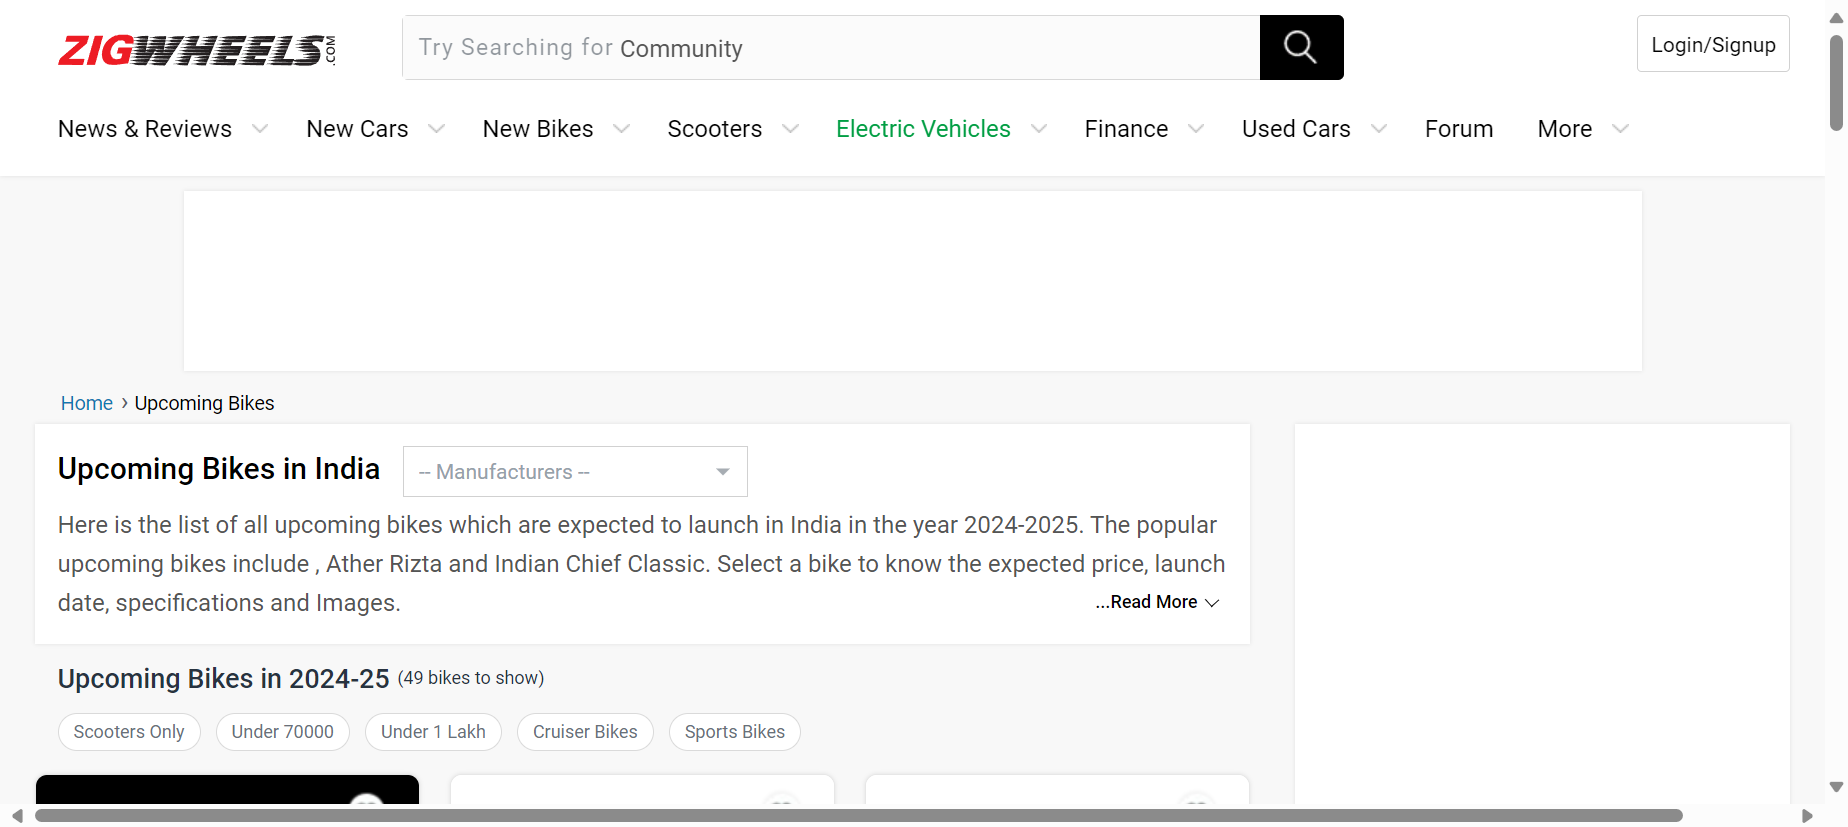 ZIGWHEELS.COM
Try Searching for Community
Login/Signup
News & Reviews New Cars New Bikes Scooters Electric Vehicles Finance Used Cars Forum More
Home › Upcoming Bikes
Upcoming Bikes in India
-- Manufacturers --
Here is the list of all upcoming bikes which are expected to launch in India in the year 2024-2025. The popular
upcoming bikes include , Ather Rizta and Indian Chief Classic. Select a bike to know the expected price, launch
date, specifications and Images.
...Read More
Upcoming Bikes in 2024-25 (49 bikes to show)
Scooters Only Under 70000 Under 1 Lakh Cruiser Bikes Sports Bikes